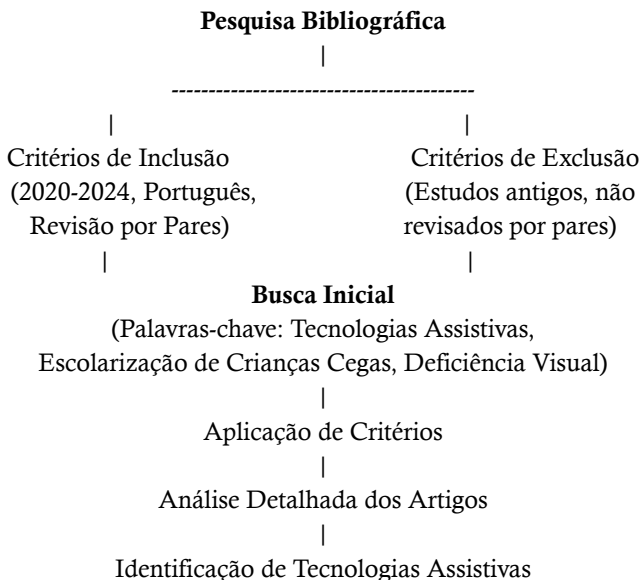 Pesquisa Bibliográfica
|
-----------------------------------------
| |
Critérios de Inclusão Critérios de Exclusão
(2020-2024, Português, (Estudos antigos, não
Revisão por Pares) revisados por pares)
| |
Busca Inicial
(Palavras-chave: Tecnologias Assistivas,
Escolarização de Crianças Cegas, Deficiência Visual)
|
Aplicação de Critérios
|
Análise Detalhada dos Artigos
|
Identificação de Tecnologias Assistivas